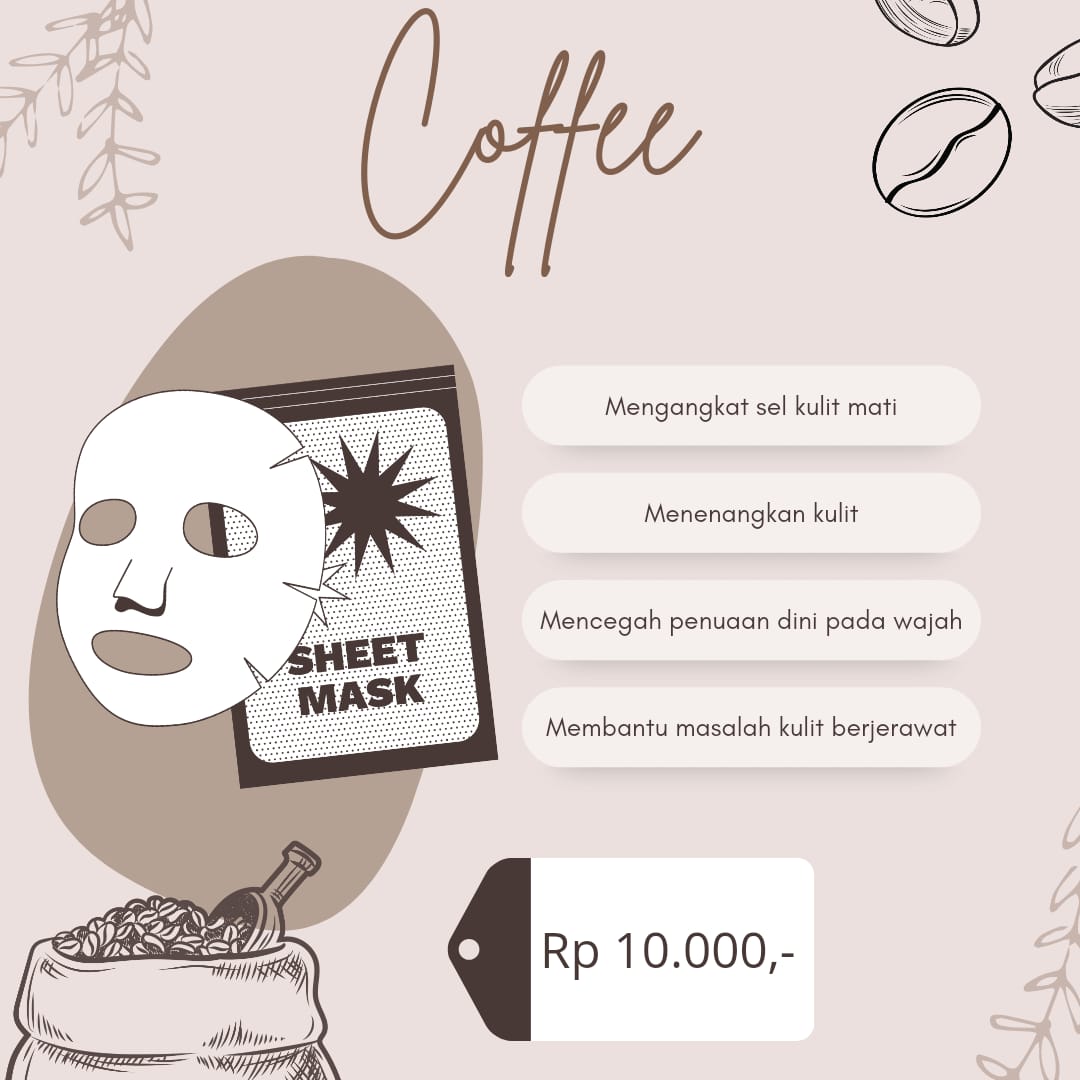 Coffee
SHEET
MASK
Mengangkat sel kulit mati
Menenangkan kulit
Mencegah penuaan dini pada wajah
Membantu masalah kulit berjerawat
Rp 10.000,-